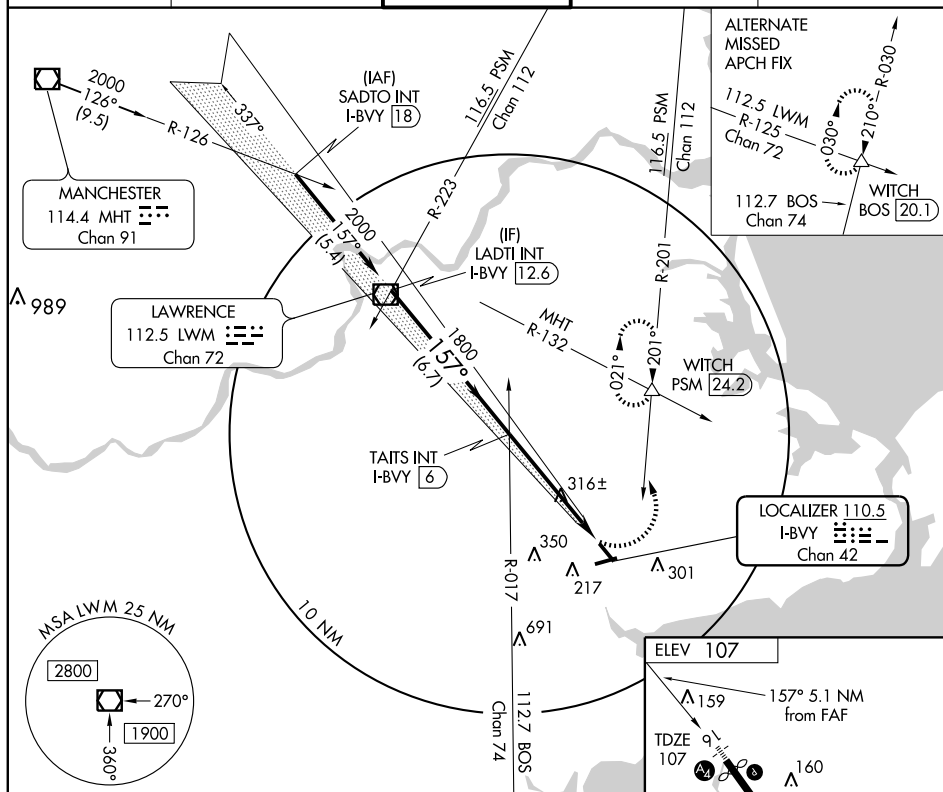 2000
126°
(9.5)
R-126
MANCHESTER
114.4 MHT
Chan 91
337°
(IAF)
SADTO INT
I-BVY 18
116.5 PSM
Chan 112
R-223
116.5 PSM
Chan 112
R-201
ALTERNATE
MISSED
APCH FIX
R-030
112.5 LWM
R-125
Chan 72
030°
210°
112.7 BOS
Chan 74
WITCH
BOS 20.1
989
2000
157°
(5.4)
(IF)
LADTI INT
I-BVY 12.6
LAWRENCE
112.5 LWM
Chan 72
1800
157°
(6.7)
MHT
R-132
021°
201°
WITCH
PSM 24.2
TAITS INT
I-BVY 6
316±
LOCALIZER 110.5
I-BVY
Chan 42
350
217
301
R-017
691
10 NM
112.7 BOS
Chan 74
MSA LWM 25 NM
2800
270°
1900
360°
ELEV 107
159
157° 5.1 NM
from FAF
TDZE
107
16
A4
160